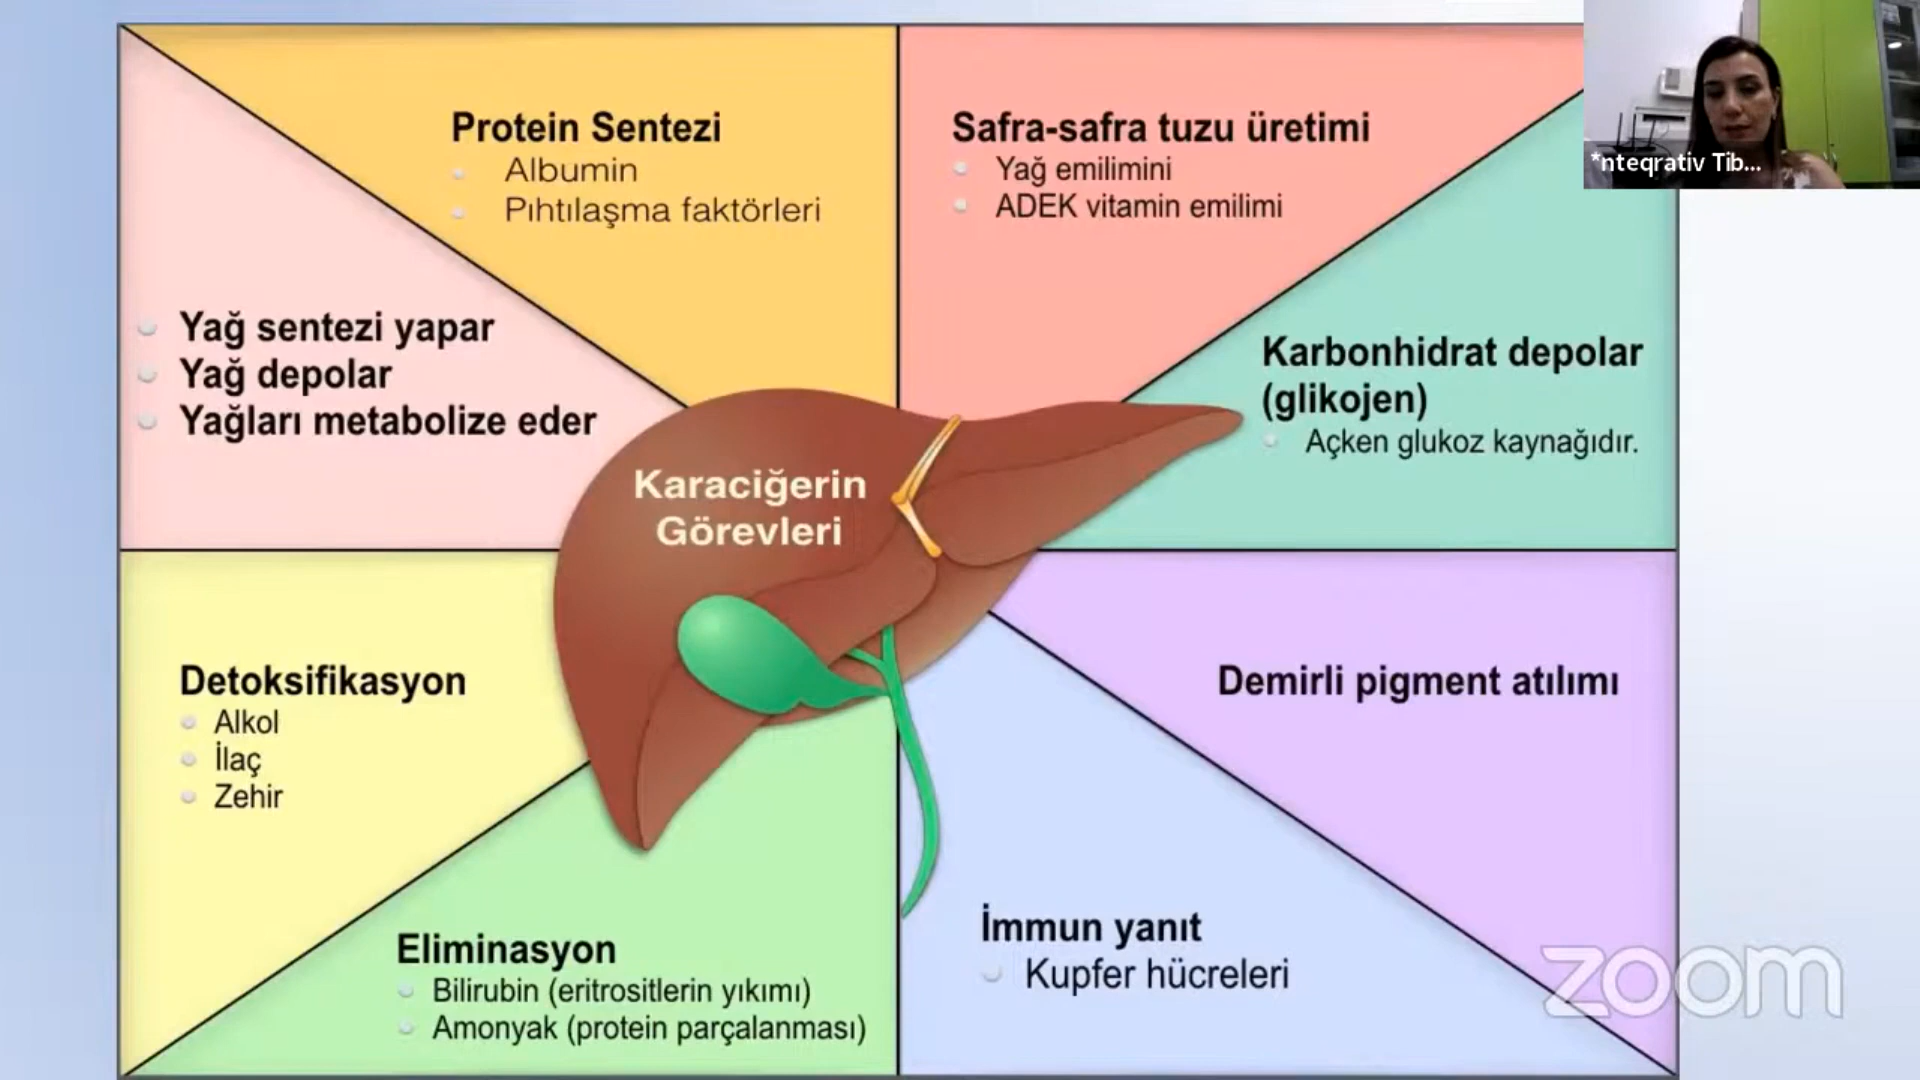 Protein Sentezi
Albumin
Pıhtılaşma faktörleri
Safra-safra tuzu üretimi
Yağ emilimini
ADEK vitamin emilimi
*nteqrativ Tib...
Yağ sentezi yapar
Yağ depolar
Yağları metabolize eder
Karbonhidrat depolar
(glikojen)
Açken glukoz kaynağıdır.
Karaciğerin
Görevleri
Detoksifikasyon
Alkol
İlaç
Zehir
Demirli pigment atılımı
Eliminasyon
Bilirubin (eritrositlerin yıkımı)
Amonyak (protein parçalanması)
İmmun yanıt
Kupfer hücreleri
zoom